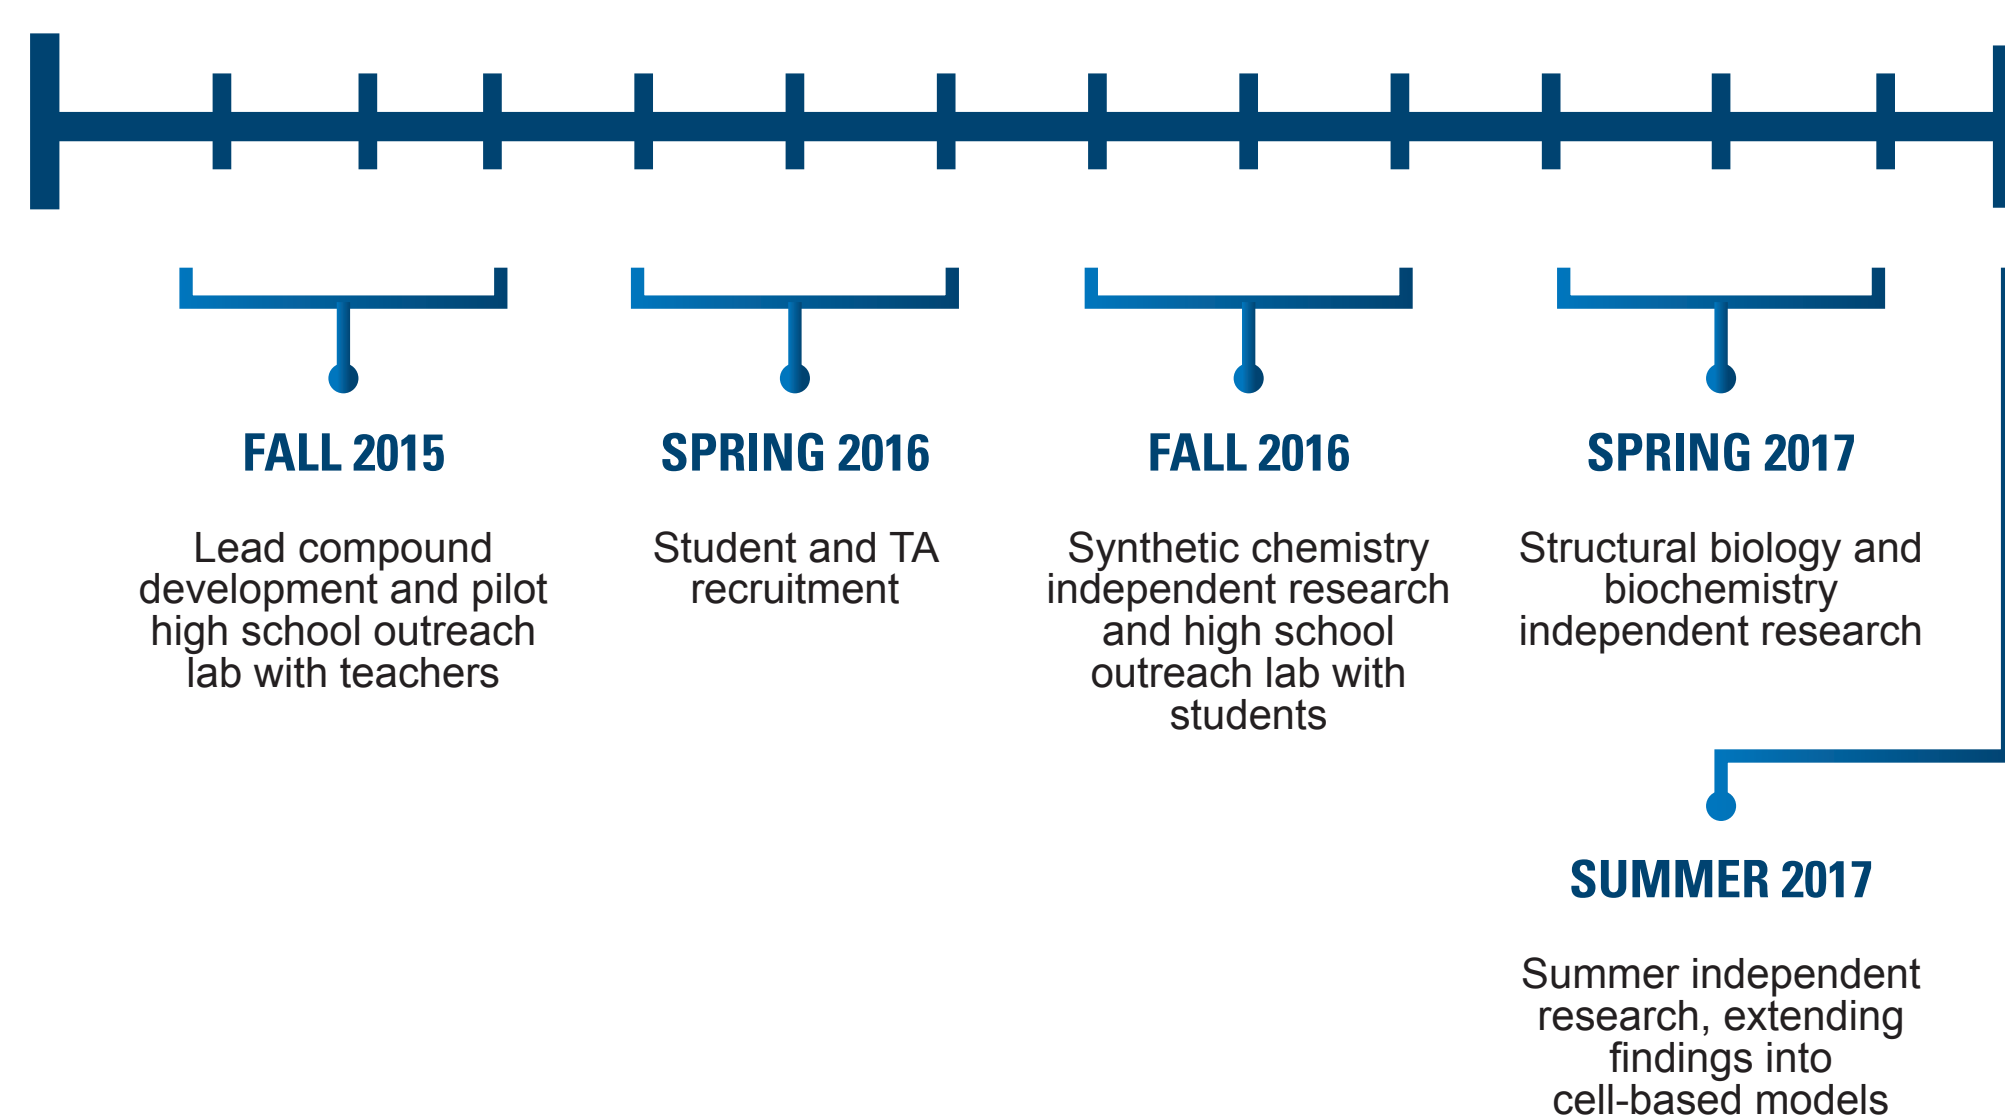 FALL 2015
Lead compound
development and pilot
high school outreach
lab with teachers
SPRING 2016
Student and TA
recruitment
FALL 2016
Synthetic chemistry
independent research
and high school
outreach lab with
students
SPRING 2017
Structural biology and
biochemistry
independent research
SUMMER 2017
Summer independent
research, extending
findings into
cell-based models